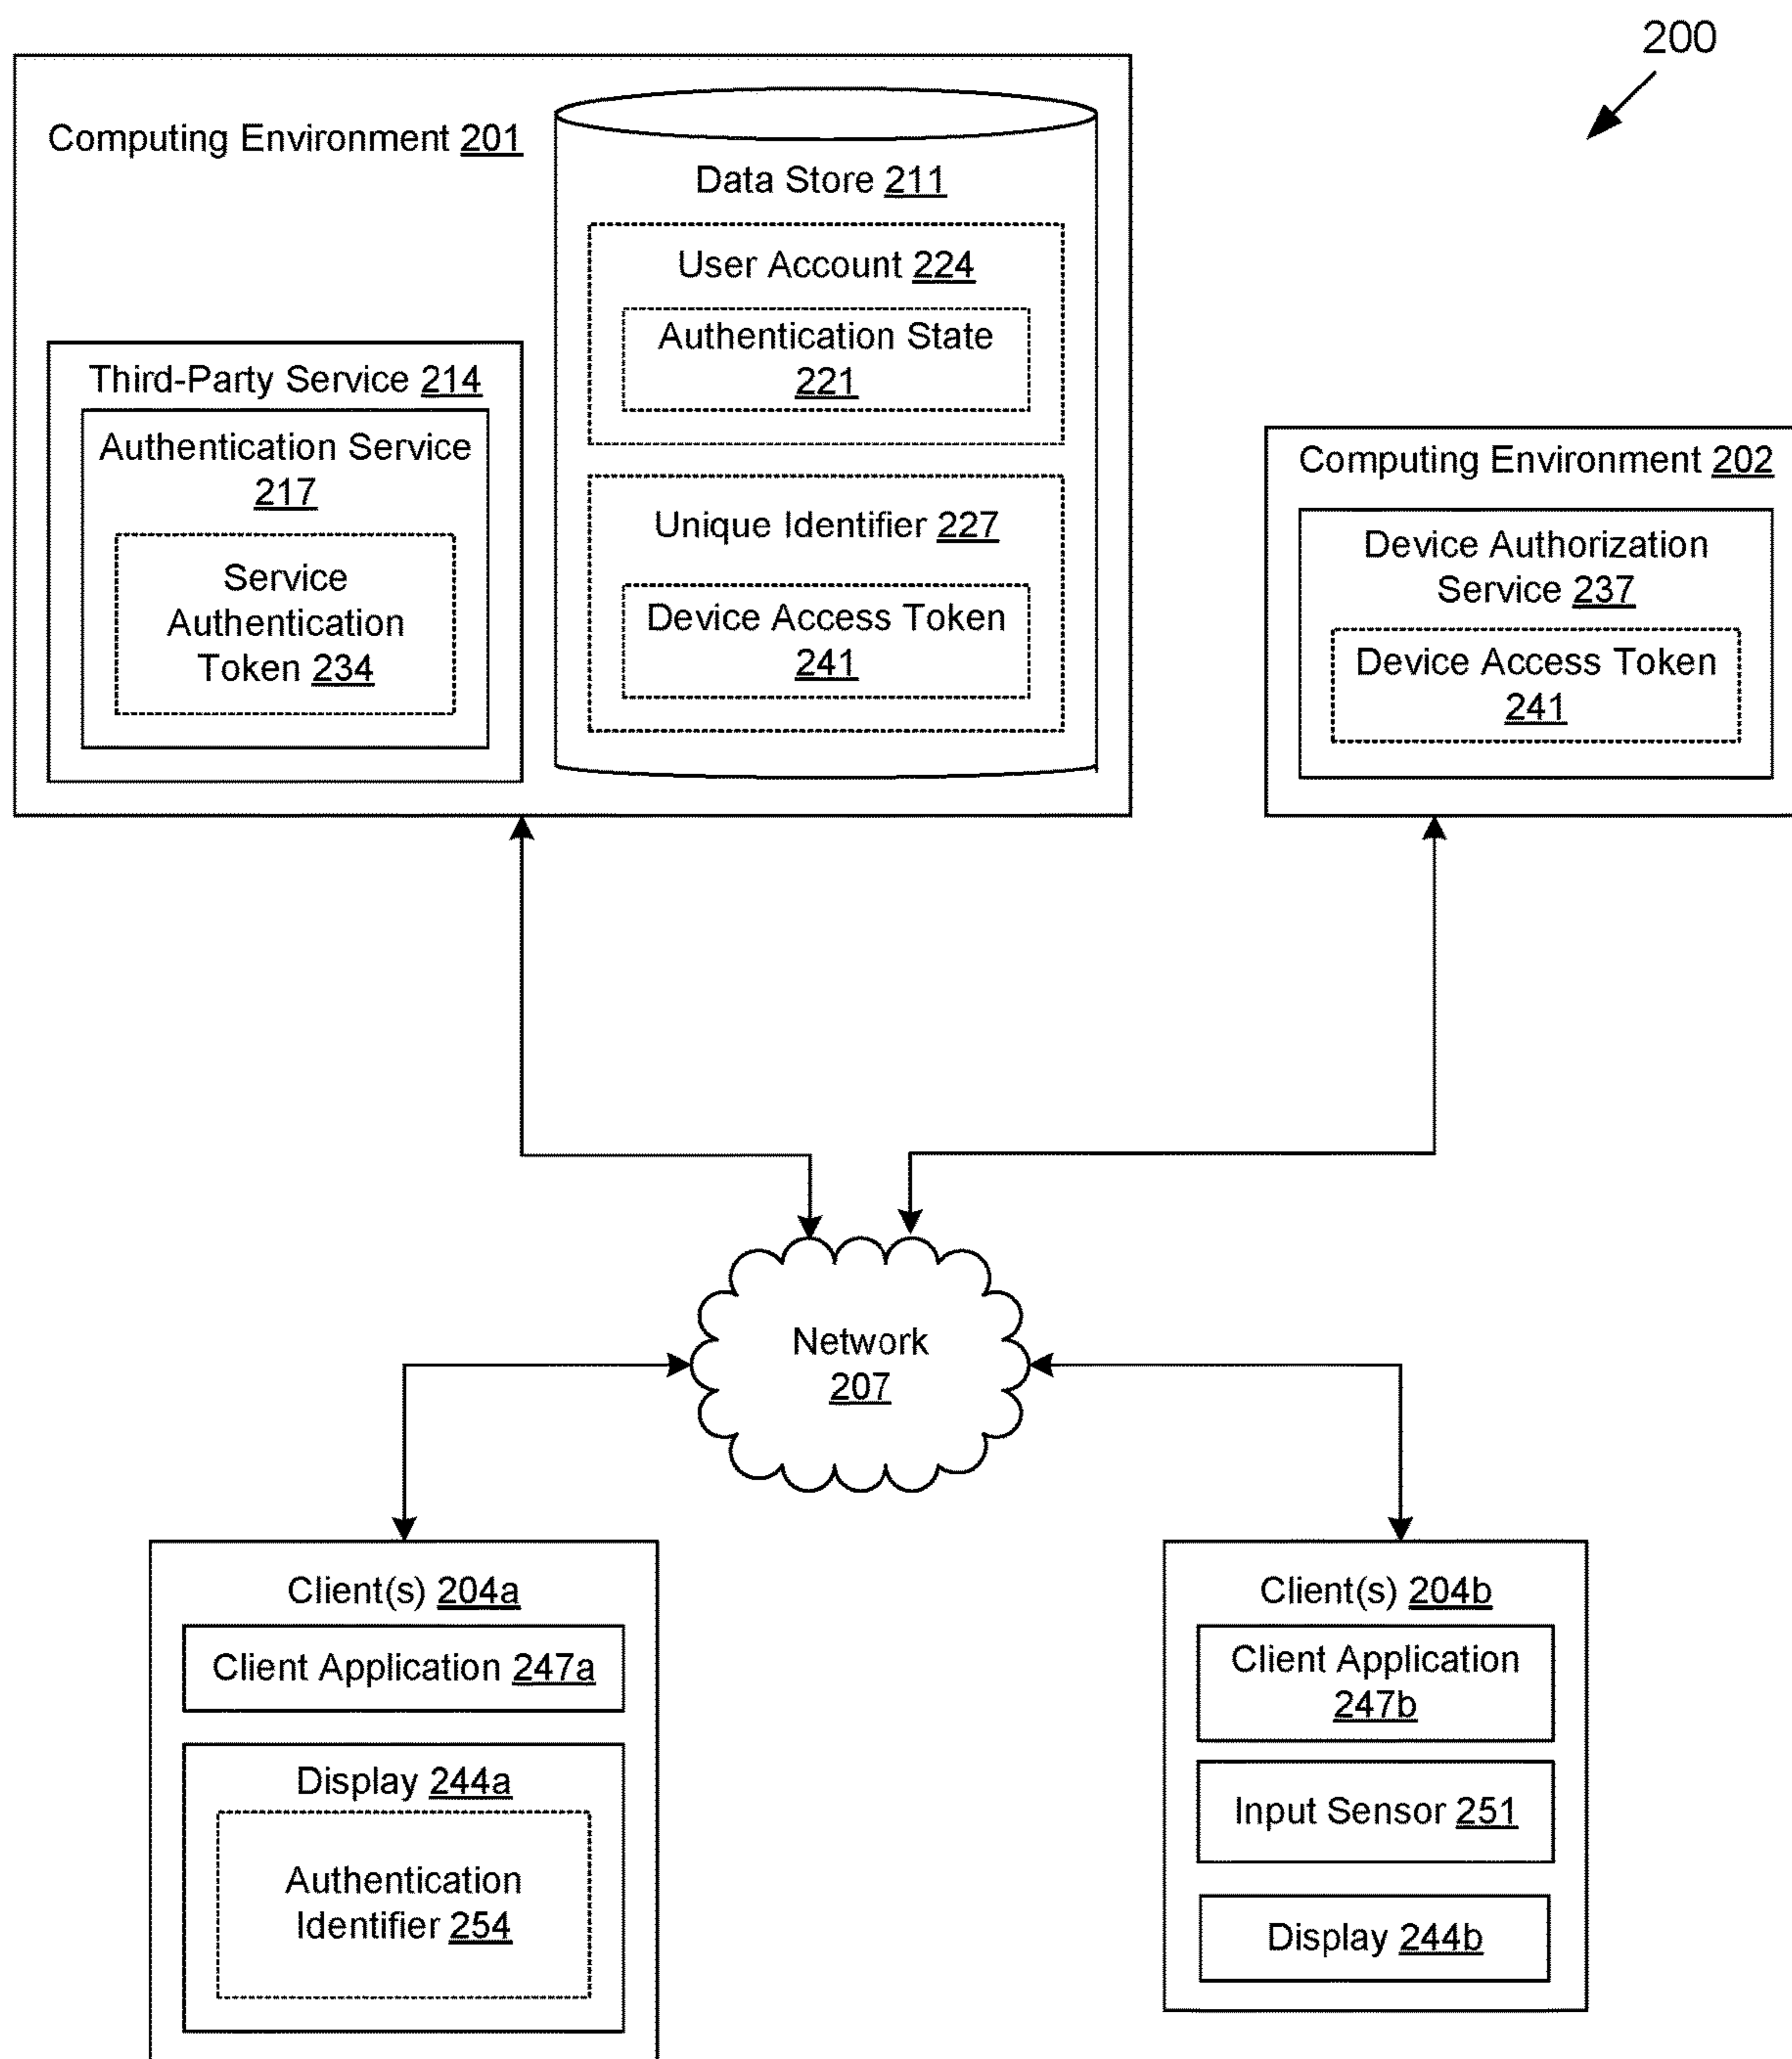 200
Computing Environment 201
Data Store 211
User Account 224
Authentication State
221
Unique Identifier 227
Device Access Token
241
Third-Party Service 214
Authentication Service
217
Service
Authentication
Token 234
Computing Environment 202
Device Authorization
Service 237
Device Access Token
241
Network
207
Client(s) 204a
Client Application 247a
Display 244a
Authentication
Identifier 254
Client(s) 204b
Client Application
247b
Input Sensor 251
Display 244b